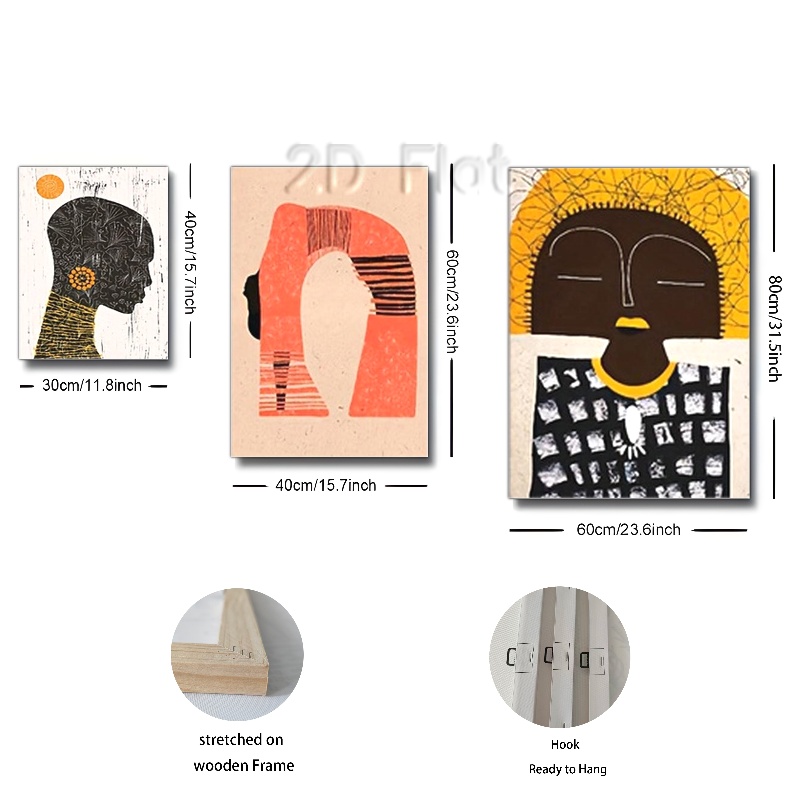 2D Flat
40cm/15.7inch
60cm/23.6inch
80cm/31.5inch
30cm/11.8inch
40cm/15.7inch
60cm/23.6inch
stretched on
wooden Frame
Hook
Ready to Hang